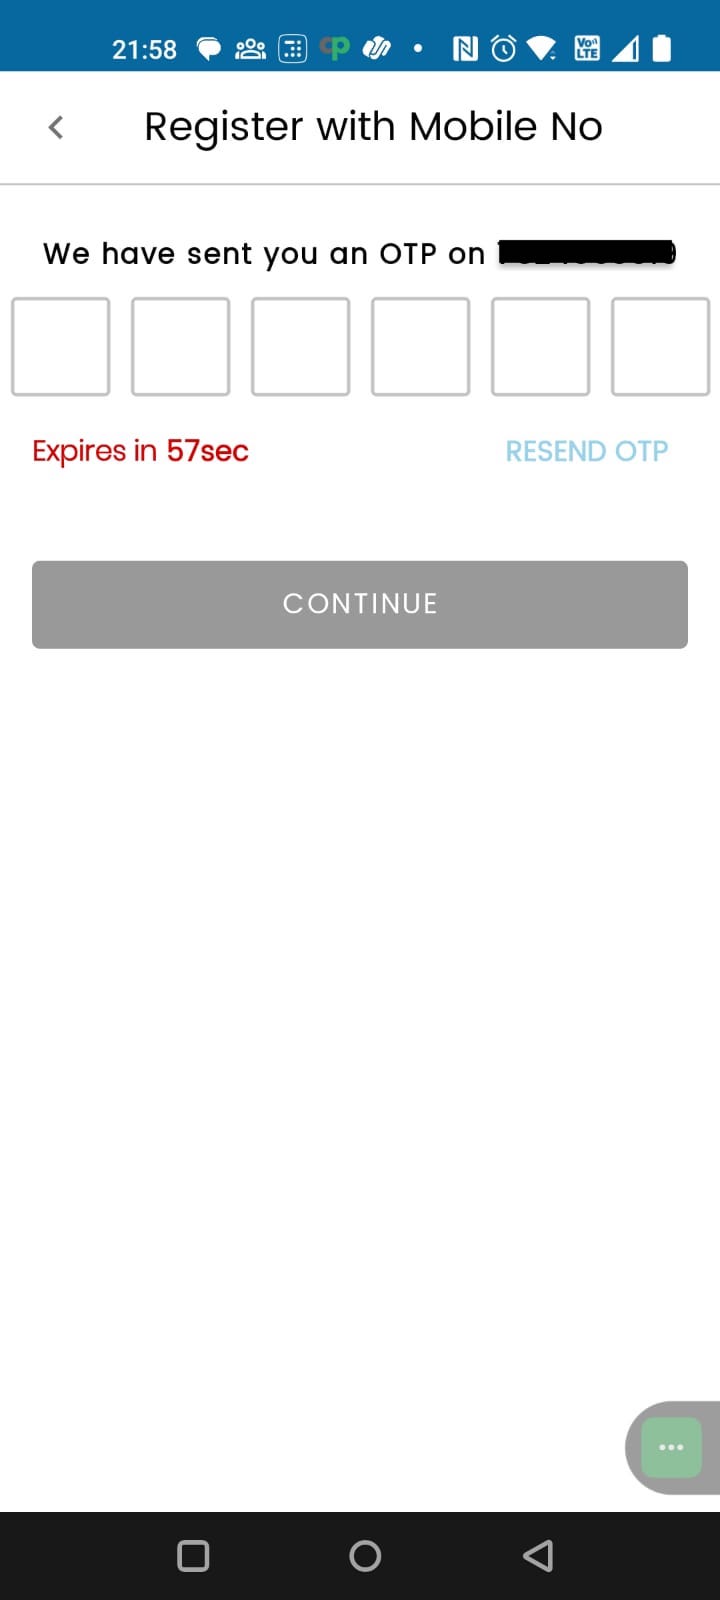 21:58
Register with Mobile No
We have sent you an OTP on
Expires in 57sec
RESEND OTP
CONTINUE